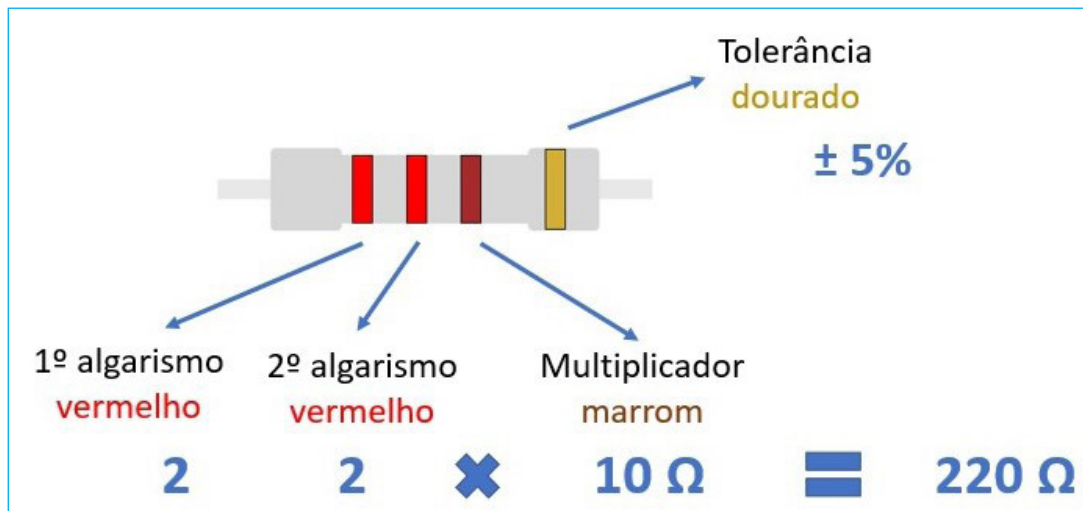 Tolerância
dourado
± 5%
1º algarismo
vermelho
2º algarismo
vermelho
Multiplicador
marrom
2 2 ✖ 10 Ω = 220 Ω